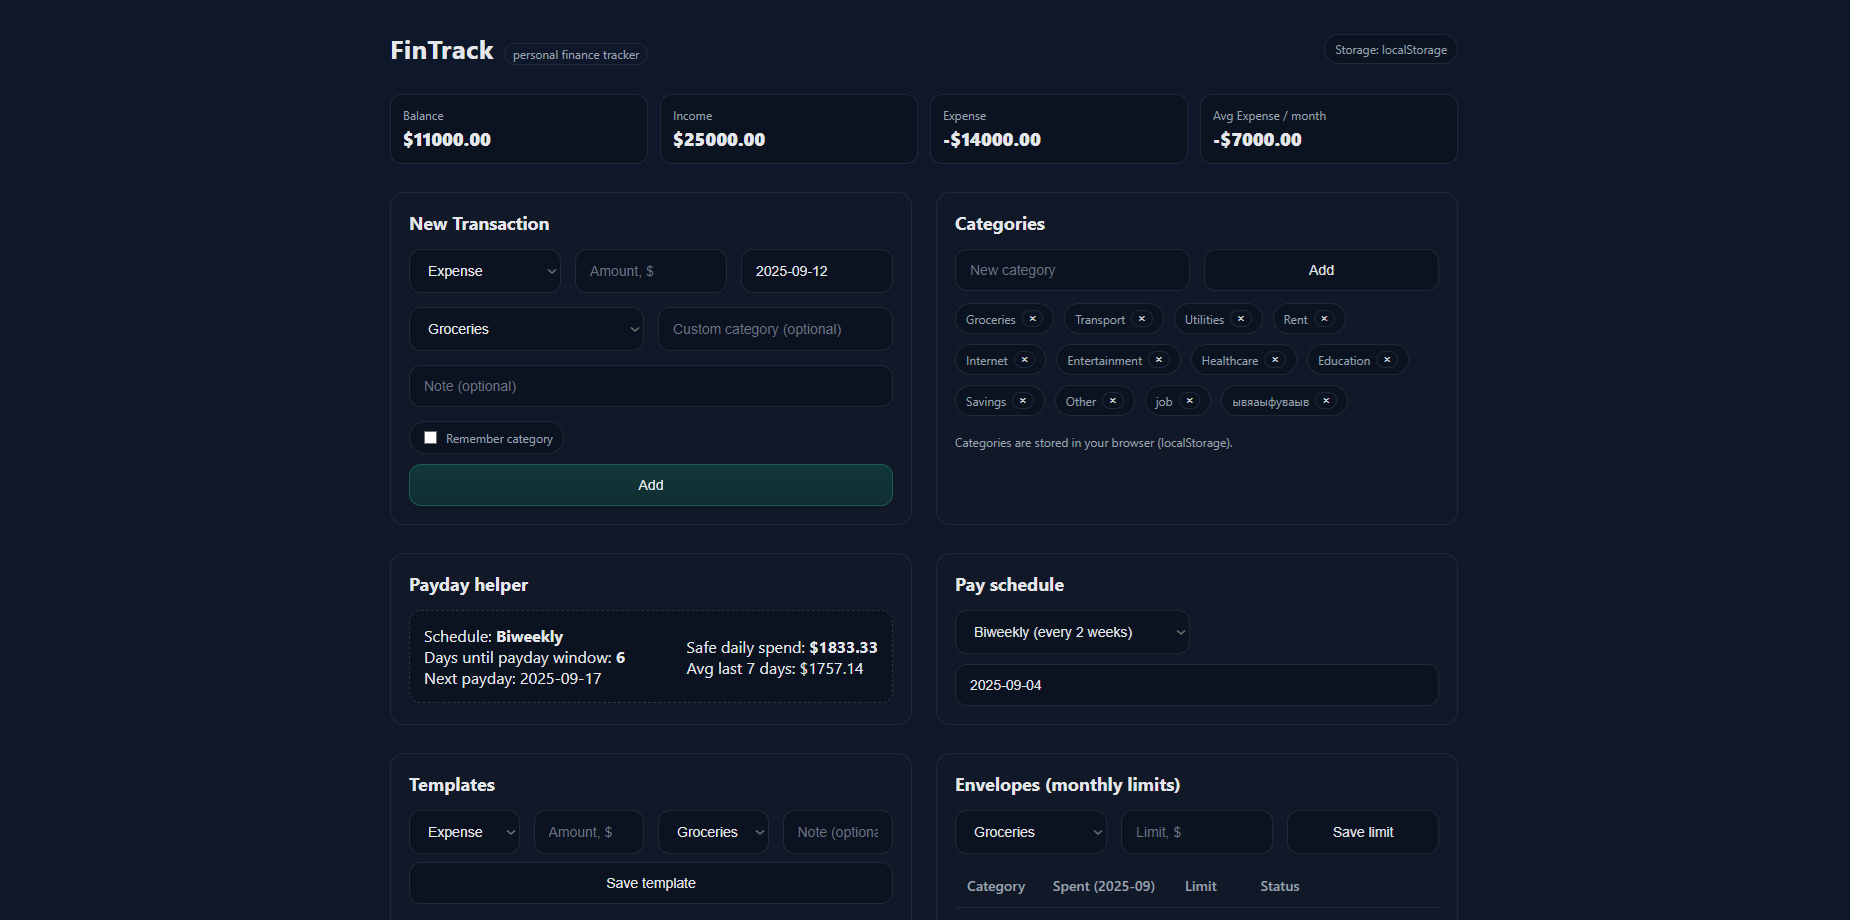 FinTrack personal finance tracker
Storage: localStorage
Balance
$11000.00
Income
$25000.00
Expense
-$14000.00
Avg Expense / month
-$7000.00
New Transaction
Expense
Amount, $
2025-09-12
Groceries
Custom category (optional)
Note (optional)
Remember category
Add
Categories
New category
Add
Groceries ×
Transport ×
Utilities ×
Rent ×
Internet ×
Entertainment ×
Healthcare ×
Education ×
Savings ×
Other ×
job ×
ывяаыфуваыв ×
Categories are stored in your browser (localStorage).
Payday helper
Schedule: Biweekly
Days until payday window: 6
Next payday: 2025-09-17
Safe daily spend: $1833.33
Avg last 7 days: $1757.14
Pay schedule
Biweekly (every 2 weeks)
2025-09-04
Templates
Expense
Amount, $
Groceries
Note (optiona
Save template
Envelopes (monthly limits)
Groceries
Limit, $
Save limit
Category Spent (2025-09) Limit Status